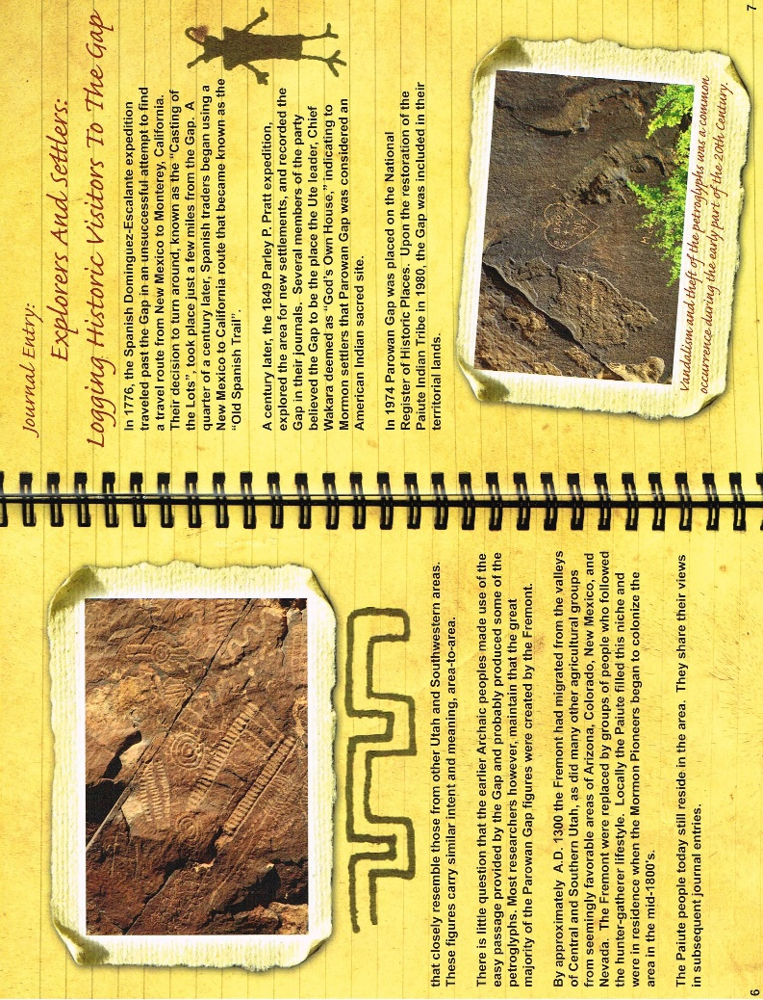 that closely resemble those from other Utah and Southwestern areas.
These figures carry similar intent and meaning, area-to-area.
There is little question that the earlier Archaic peoples made use of the
easy passage provided by the Gap and probably produced some of the
petroglyphs. Most researchers however, maintain that the great
majority of the Parowan Gap figures were created by the Fremont.
By approximately A.D. 1300 the Fremont had migrated from the valleys
of Central and Southern Utah, as did many other agricultural groups
from seemingly favorable areas of Arizona, Colorado, New Mexico, and
Nevada. The Fremont were replaced by groups of people who followed
the hunter-gatherer lifestyle. Locally the Paiute filled this niche and
were in residence when the Mormon Pioneers began to colonize the
area in the mid-1800's.
The Paiute people today still reside in the area. They share their views
in subsequent journal entries.
6
Journal Entry:
Explorers And Settlers:
Logging Historic Visitors To The Gap
In 1776, the Spanish Dominguez-Escalante expedition
traveled past the Gap in an unsuccessful attempt to find
a travel route from New Mexico to Monterey, California.
Their decision to turn around, known as the "Casting of
the Lots", took place just a few miles from the Gap. A
quarter of a century later, Spanish traders began using a
New Mexico to California route that became known as the
"Old Spanish Trail".
A century later, the 1849 Parley P. Pratt expedition,
explored the area for new settlements, and recorded the
Gap in their journals. Several members of the party
believed the Gap to be the place the Ute leader, Chief
Wakara deemed as "God's Own House," indicating to
Mormon settlers that Parowan Gap was considered an
American Indian sacred site.
In 1974 Parowan Gap was placed on the National
Register of Historic Places. Upon the restoration of the
Paiute Indian Tribe in 1980, the Gap was included in their
territorial lands.
Vandalism and theft of the petroglyphs was a common
occurrence during the early part of the 20th Century.
7